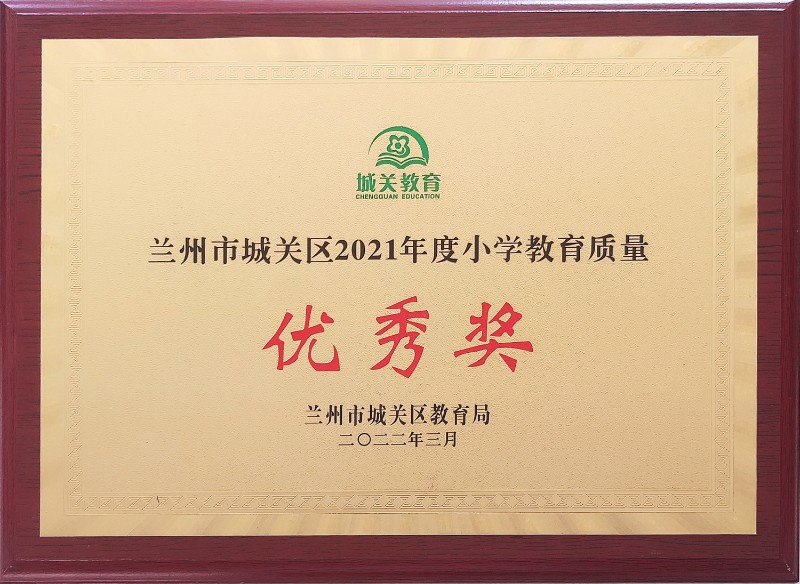 城关教育
CHENGGUAN EDUCATION
兰州市城关区2021年度小学教育质量
优秀奖
兰州市城关区教育局
二〇二二年三月